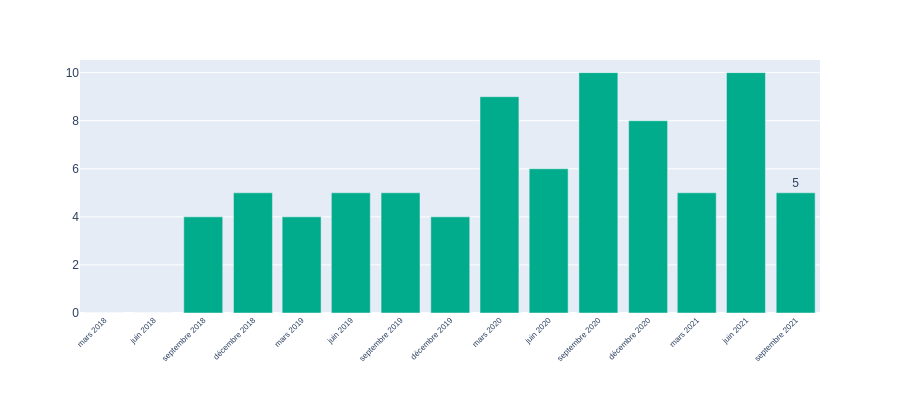 10
8
6
4
2
0
5
mars 2018
juin 2018
septembre 2018
décembre 2018
mars 2019
juin 2019
septembre 2019
décembre 2019
mars 2020
juin 2020
septembre 2020
décembre 2020
mars 2021
juin 2021
septembre 2021